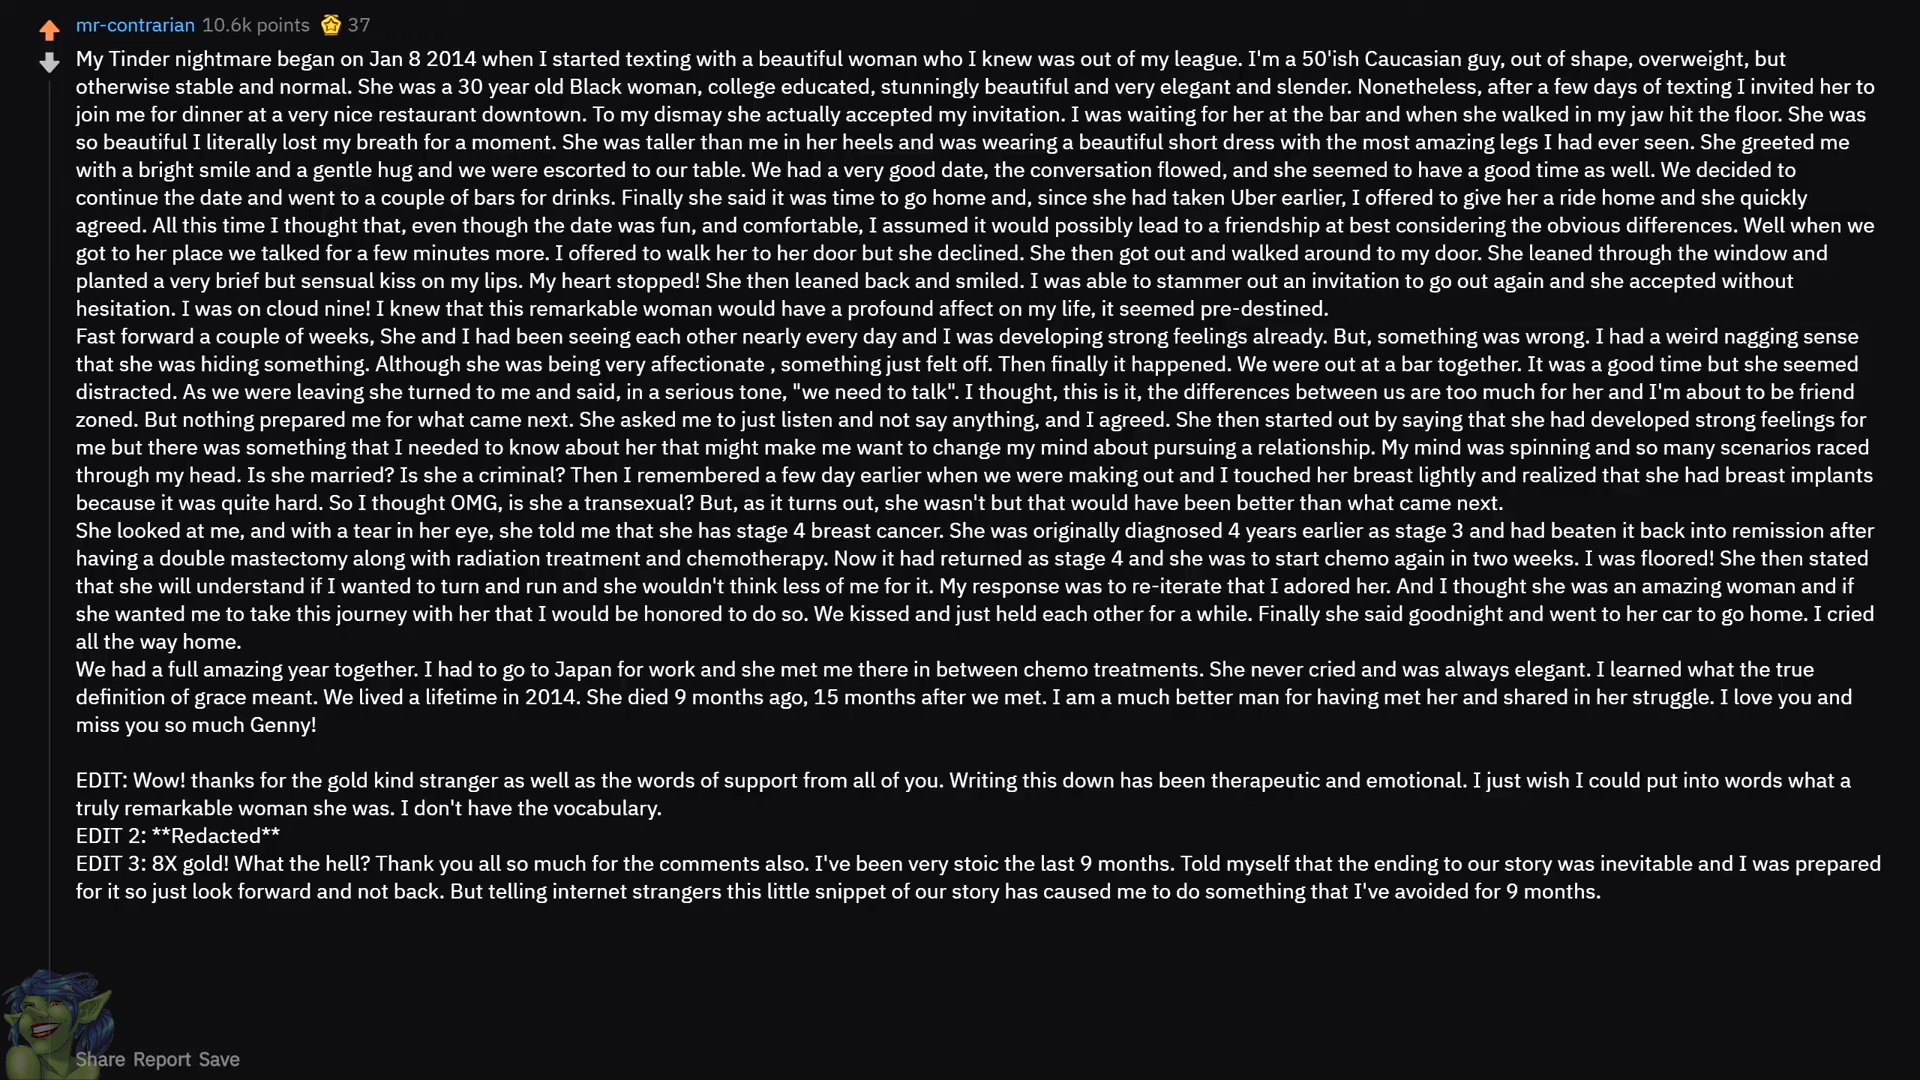 mr-contrarian 10.6k points 37
My Tinder nightmare began on Jan 8 2014 when I started texting with a beautiful woman who I knew was out of my league. I'm a 50'ish Caucasian guy, out of shape, overweight, but
otherwise stable and normal. She was a 30 year old Black woman, college educated, stunningly beautiful and very elegant and slender. Nonetheless, after a few days of texting I invited her to
join me for dinner at a very nice restaurant downtown. To my dismay she actually accepted my invitation. I was waiting for her at the bar and when she walked in my jaw hit the floor. She was
so beautiful I literally lost my breath for a moment. She was taller than me in her heels and was wearing a beautiful short dress with the most amazing legs I had ever seen. She greeted me
with a bright smile and a gentle hug and we were escorted to our table. We had a very good date, the conversation flowed, and she seemed to have a good time as well. We decided to
continue the date and went to a couple of bars for drinks. Finally she said it was time to go home and, since she had taken Uber earlier, I offered to give her a ride home and she quickly
agreed. All this time I thought that, even though the date was fun, and comfortable, I assumed it would possibly lead to a friendship at best considering the obvious differences. Well when we
got to her place we talked for a few minutes more. I offered to walk her to her door but she declined. She then got out and walked around to my door. She leaned through the window and
planted a very brief but sensual kiss on my lips. My heart stopped! She then leaned back and smiled. I was able to stammer out an invitation to go out again and she accepted without
hesitation. I was on cloud nine! I knew that this remarkable woman would have a profound affect on my life, it seemed pre-destined.
Fast forward a couple of weeks, She and I had been seeing each other nearly every day and I was developing strong feelings already. But, something was wrong. I had a weird nagging sense
that she was hiding something. Although she was being very affectionate , something just felt off. Then finally it happened. We were out at a bar together. It was a good time but she seemed
distracted. As we were leaving she turned to me and said, in a serious tone, "we need to talk". I thought, this is it, the differences between us are too much for her and I'm about to be friend
zoned. But nothing prepared me for what came next. She asked me to just listen and not say anything, and I agreed. She then started out by saying that she had developed strong feelings for
me but there was something that I needed to know about her that might make me want to change my mind about pursuing a relationship. My mind was spinning and so many scenarios raced
through my head. Is she married? Is she a criminal? Then I remembered a few day earlier when we were making out and I touched her breast lightly and realized that she had breast implants
because it was quite hard. So I thought OMG, is she a transexual? But, as it turns out, she wasn't but that would have been better than what came next.
She looked at me, and with a tear in her eye, she told me that she has stage 4 breast cancer. She was originally diagnosed 4 years earlier as stage 3 and had beaten it back into remission after
having a double mastectomy along with radiation treatment and chemotherapy. Now it had returned as stage 4 and she was to start chemo again in two weeks. I was floored! She then stated
that she will understand if I wanted to turn and run and she wouldn't think less of me for it. My response was to re-iterate that I adored her. And I thought she was an amazing woman and if
she wanted me to take this journey with her that I would be honored to do so. We kissed and just held each other for a while. Finally she said goodnight and went to her car to go home. I cried
all the way home.
We had a full amazing year together. I had to go to Japan for work and she met me there in between chemo treatments. She never cried and was always elegant. I learned what the true
definition of grace meant. We lived a lifetime in 2014. She died 9 months ago, 15 months after we met. I am a much better man for having met her and shared in her struggle. I love you and
miss you so much Genny!
EDIT: Wow! thanks for the gold kind stranger as well as the words of support from all of you. Writing this down has been therapeutic and emotional. I just wish I could put into words what a
truly remarkable woman she was. I don't have the vocabulary.
EDIT 2: **Redacted**
EDIT 3: 8X gold! What the hell? Thank you all so much for the comments also. I've been very stoic the last 9 months. Told myself that the ending to our story was inevitable and I was prepared
for it so just look forward and not back. But telling internet strangers this little snippet of our story has caused me to do something that I've avoided for 9 months.
Share Report Save